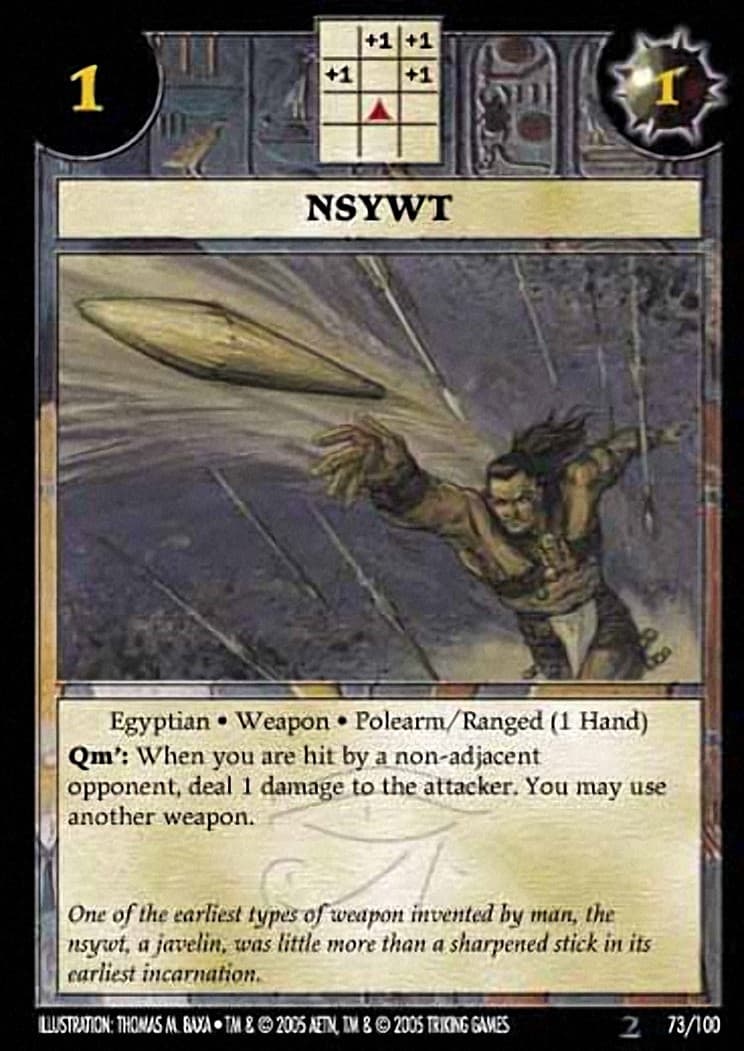 1
+1 +1
1
+1 +1
NSYWT
Egyptian • Weapon • Polearm/Ranged (1 Hand)
Qm': When you are hit by a non-adjacent
opponent, deal 1 damage to the attacker. You may use
another weapon.
One of the earliest types of weapon invented by man, the
nsywt, a javelin, was little more than a sharpened stick in its
earliest incarnation.
ILLUSTRATION: THOMAS M. BAXA • TM & © 2005 AETN, TM & © 2005 TRIKING GAMES 2 73/100